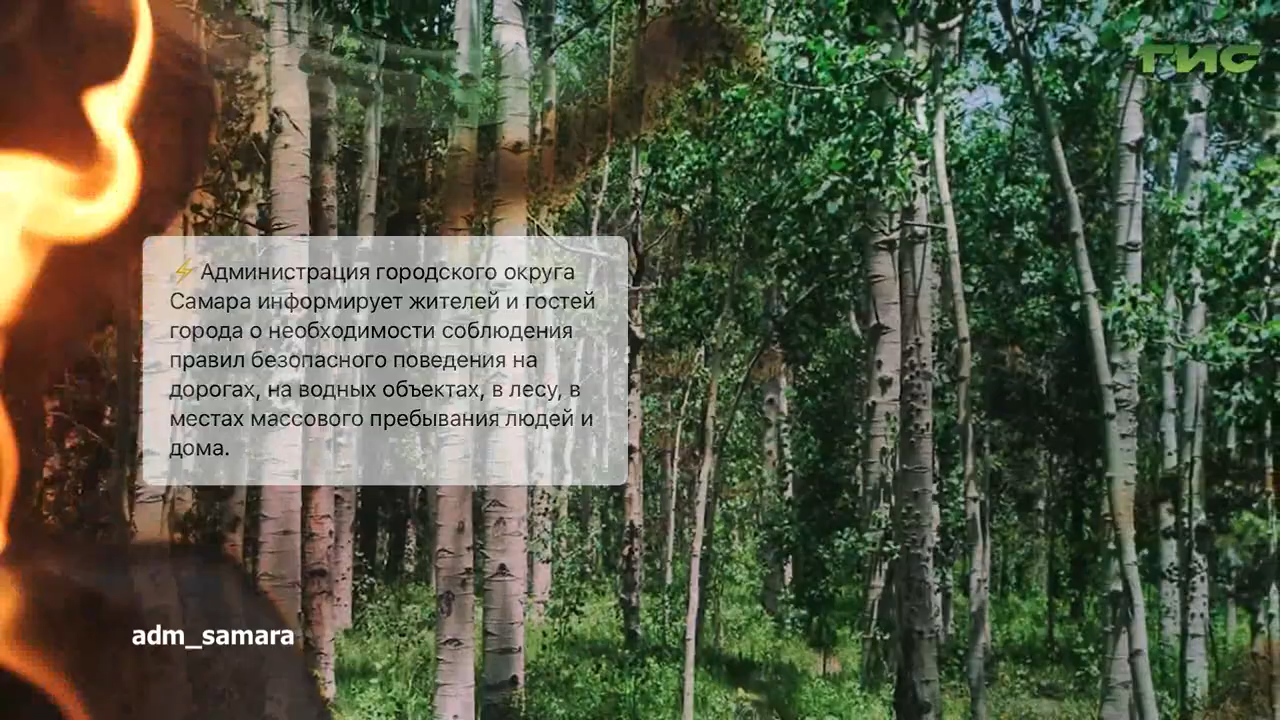 ГИС
⚡Администрация городского округа
Самара информирует жителей и гостей
города о необходимости соблюдения
правил безопасного поведения на
дорогах, на водных объектах, в лесу, в
местах массового пребывания людей и
дома.
adm_samara